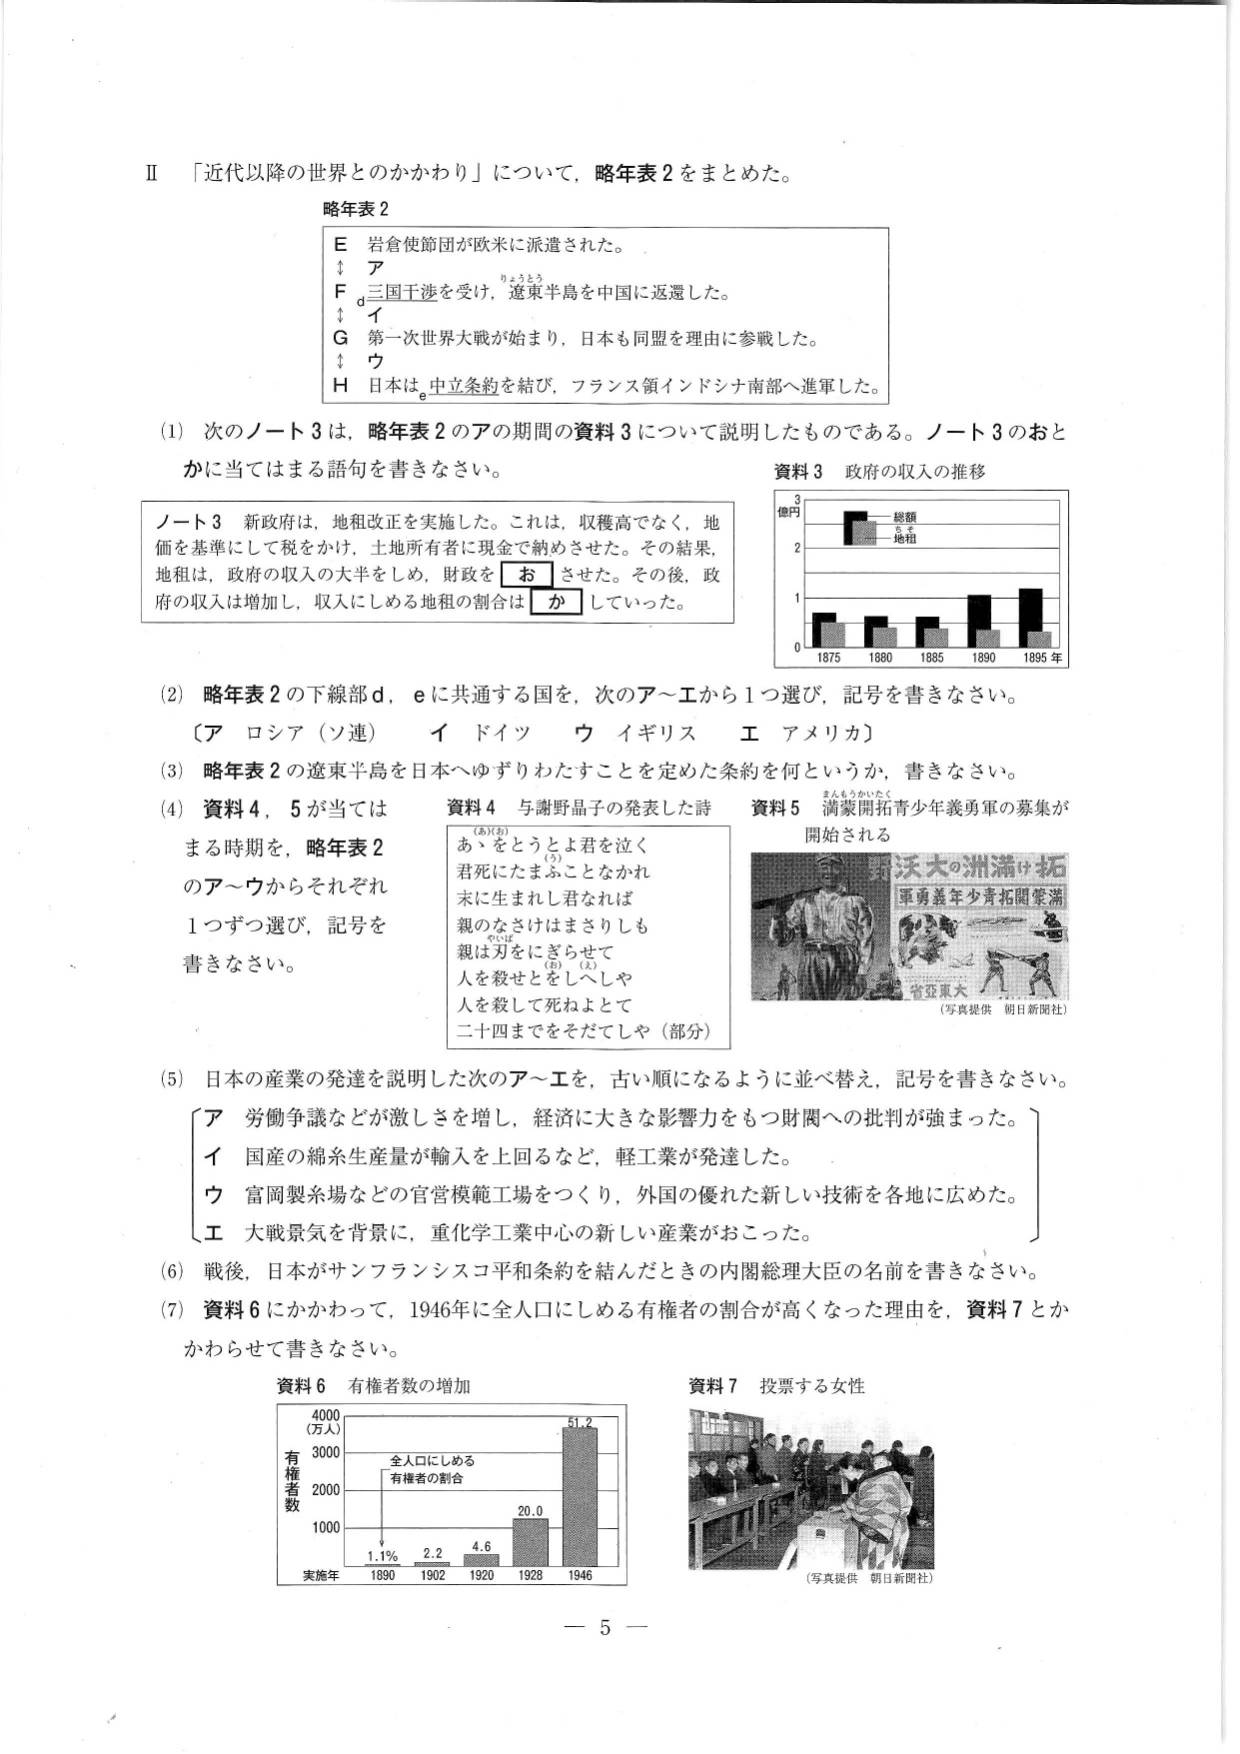 Ⅱ 「近代以降の世界とのかかわり」について，略年表２をまとめた。
略年表２
Ｅ 岩倉使節団が欧米に派遣された。
↕ ア
りょうとう
Ｆ d三国干渉を受け，遼東半島を中国に返還した。
↕ イ
Ｇ 第一次世界大戦が始まり，日本も同盟を理由に参戦した。
↕ ウ
Ｈ 日本はe中立条約を結び，フランス領インドシナ南部へ進軍した。
(1) 次のノート３は，略年表２のアの期間の資料３について説明したものである。ノート３のおと
かに当てはまる語句を書きなさい。
ノート３ 新政府は，地租改正を実施した。これは，収穫高でなく，地
価を基準にして税をかけ，土地所有者に現金で納めさせた。その結果，
地租は，政府の収入の大半をしめ，財政を お させた。その後，政
府の収入は増加し，収入にしめる地租の割合は か していった。
資料３ 政府の収入の推移
3
億円
2
1
0
総額
ちそ
地租
1875 1880 1885 1890 1895 年
(2) 略年表２の下線部ｄ，ｅに共通する国を，次のア～エから１つ選び，記号を書きなさい。
〔ア ロシア（ソ連） イ ドイツ ウ イギリス エ アメリカ〕
(3) 略年表２の遼東半島を日本へゆずりわたすことを定めた条約を何というか，書きなさい。
(4) 資料４，５が当ては
まる時期を，略年表２
のア～ウからそれぞれ
１つずつ選び，記号を
書きなさい。
資料４ 与謝野晶子の発表した詩
(あ)(お)
あゝをとうとよ君を泣く
(う)
君死にたまふことなかれ
末に生まれし君なれば
親のなさけはまさりしも
やいば
親は刃をにぎらせて
(お) (え)
人を殺せとをしへしや
人を殺して死ねよとて
二十四までをそだてしや（部分）
まんもうかいたく
資料５ 満蒙開拓青少年義勇軍の募集が
開始される
沃大の洲満け拓
軍勇義年少青拓開蒙満
省亜東大
（写真提供 朝日新聞社）
(5) 日本の産業の発達を説明した次のア～エを，古い順になるように並べ替え，記号を書きなさい。
ア 労働争議などが激しさを増し，経済に大きな影響力をもつ財閥への批判が強まった。
イ 国産の綿糸生産量が輸入を上回るなど，軽工業が発達した。
ウ 富岡製糸場などの官営模範工場をつくり，外国の優れた新しい技術を各地に広めた。
エ 大戦景気を背景に，重化学工業中心の新しい産業がおこった。
(6) 戦後，日本がサンフランシスコ平和条約を結んだときの内閣総理大臣の名前を書きなさい。
(7) 資料６にかかわって，1946年に全人口にしめる有権者の割合が高くなった理由を，資料７とか
かわらせて書きなさい。
資料６ 有権者数の増加
4000
（万人）
3000
2000
1000
有権者数
全人口にしめる
有権者の割合
1.1% 2.2 4.6 20.0 51.2
実施年 1890 1902 1920 1928 1946
資料７ 投票する女性
（写真提供 朝日新聞社）
― 5 ―